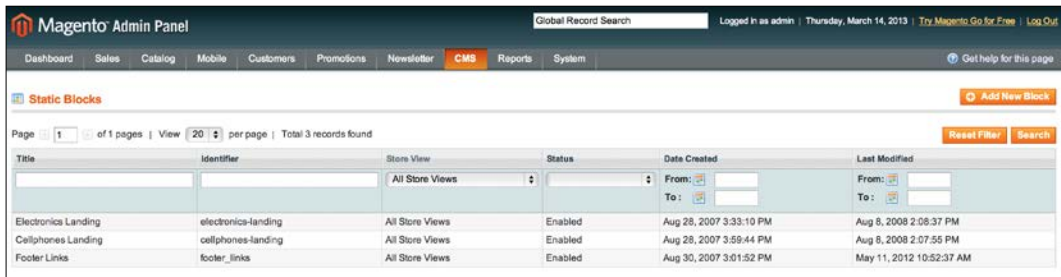 Magento Admin Panel
Global Record Search
Logged in as admin | Thursday, March 14, 2013 | Try Magento Go for Free | Log Out
Dashboard Sales Catalog Mobile Customers Promotions Newsletter CMS Reports System Get help for this page
Static Blocks
Add New Block
Page 1 of 1 pages | View 20 per page | Total 3 records found
Reset Filter Search
Title Identifier Store View Status Date Created Last Modified
All Store Views From: From:
To : To :
Electronics Landing electronics-landing All Store Views Enabled Aug 28, 2007 3:33:10 PM Aug 8, 2008 2:08:37 PM
Cellphones Landing cellphones-landing All Store Views Enabled Aug 28, 2007 3:59:44 PM Aug 8, 2008 2:07:55 PM
Footer Links footer_links All Store Views Enabled Aug 30, 2007 3:01:52 PM May 11, 2012 10:52:37 AM